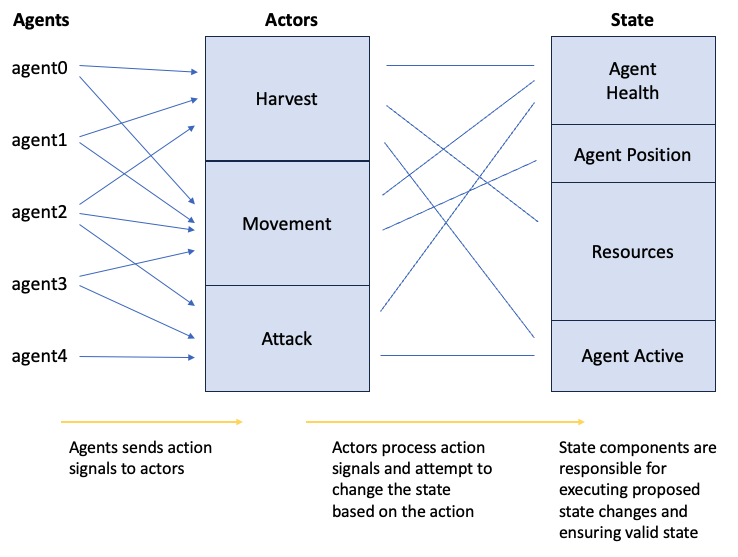 Agents
Actors
State
agent0
agent1
agent2
agent3
agent4
Harvest
Movement
Attack
Agent
Health
Agent Position
Resources
Agent Active
Agents sends action
signals to actors
Actors process action
signals and attempt to
change the state
based on the action
State components are
responsible for
executing proposed
state changes and
ensuring valid state